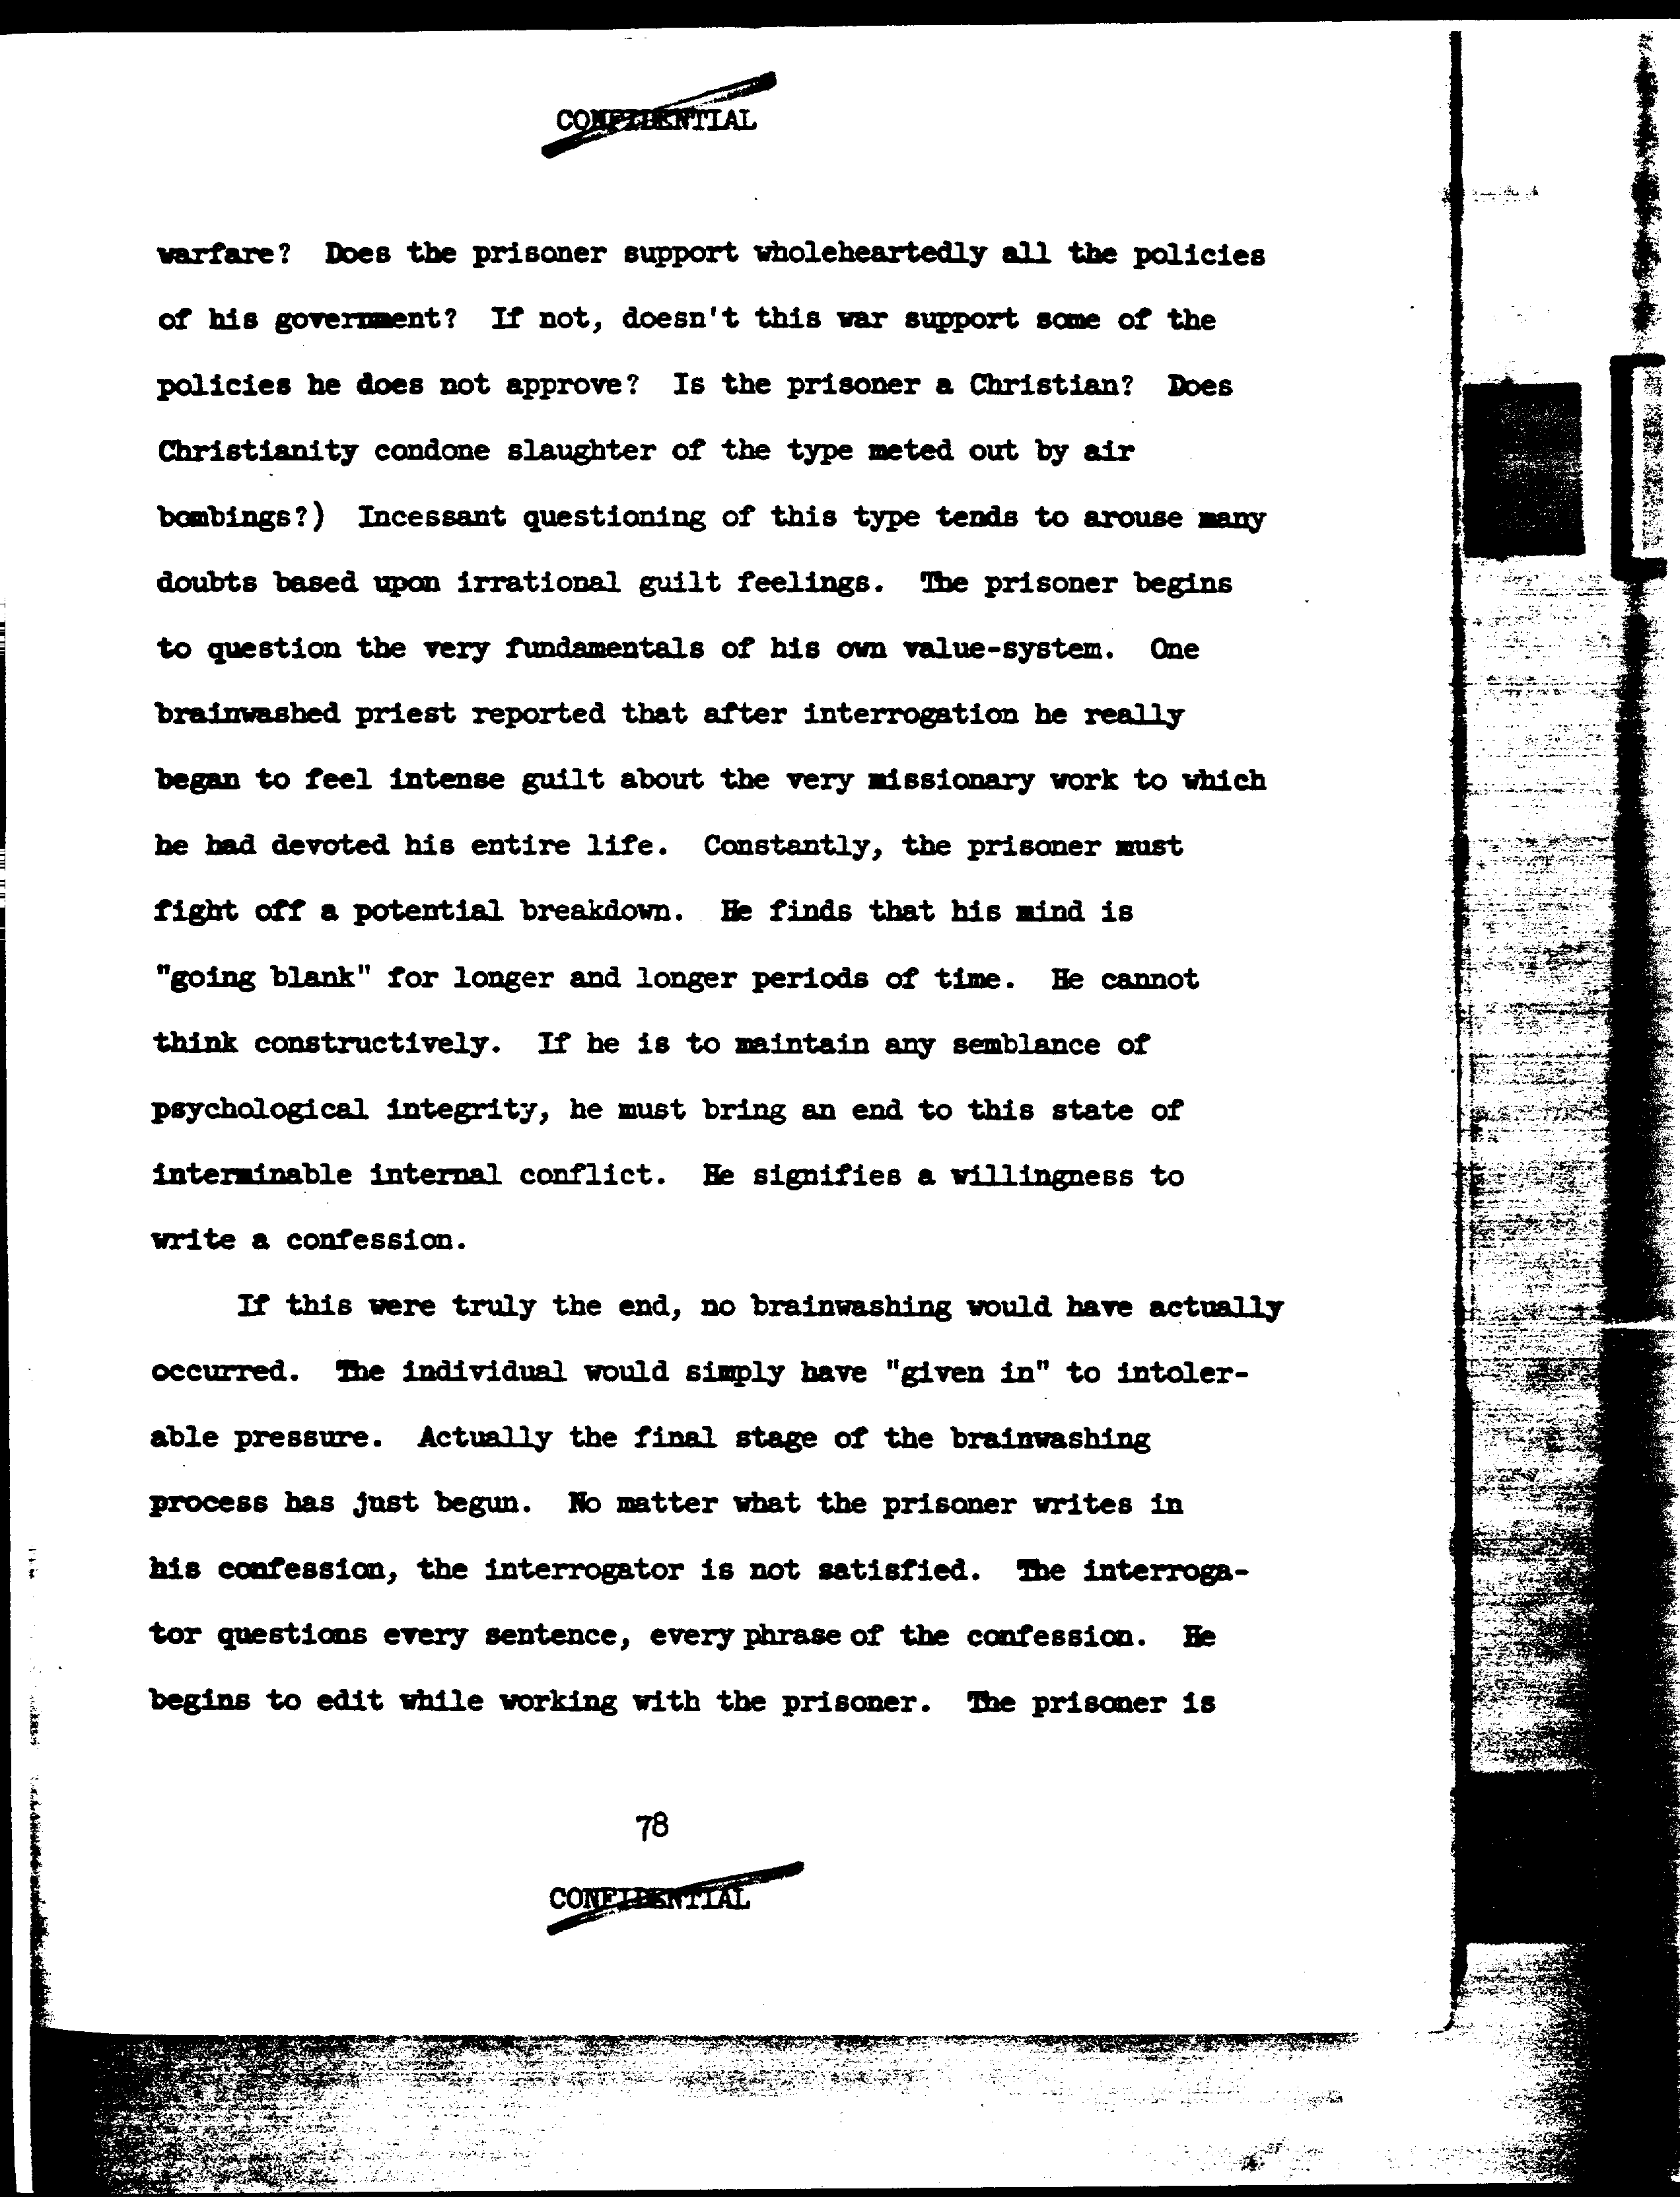 CONFIDENTIAL
warfare? Does the prisoner support wholeheartedly all the policies
of his government? If not, doesn't this war support some of the
policies he does not approve? Is the prisoner a Christian? Does
Christianity condone slaughter of the type meted out by air
bombings?) Incessant questioning of this type tends to arouse many
doubts based upon irrational guilt feelings. The prisoner begins
to question the very fundamentals of his own value-system. One
brainwashed priest reported that after interrogation he really
began to feel intense guilt about the very missionary work to which
he had devoted his entire life. Constantly, the prisoner must
fight off a potential breakdown. He finds that his mind is
"going blank" for longer and longer periods of time. He cannot
think constructively. If he is to maintain any semblance of
psychological integrity, he must bring an end to this state of
interminable internal conflict. He signifies a willingness to
write a confession.
If this were truly the end, no brainwashing would have actually
occurred. The individual would simply have "given in" to intoler-
able pressure. Actually the final stage of the brainwashing
process has just begun. No matter what the prisoner writes in
his confession, the interrogator is not satisfied. The interroga-
tor questions every sentence, every phrase of the confession. He
begins to edit while working with the prisoner. The prisoner is
78
CONFIDENTIAL